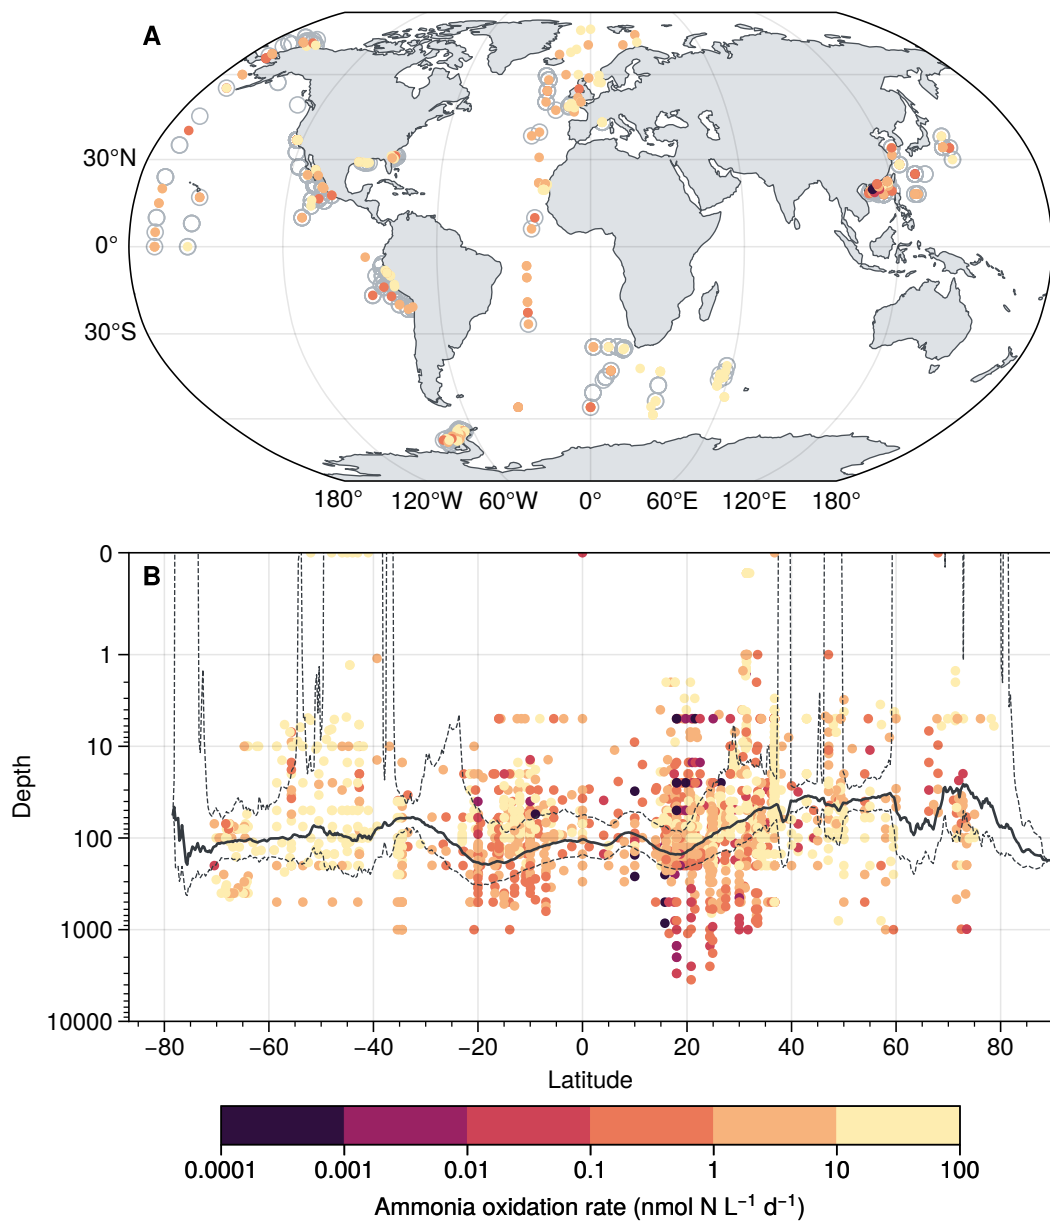 A
30°N
0°
30°S
180° 120°W 60°W 0° 60°E 120°E 180°
B
0
1
10
100
1000
10000
Depth
−80 −60 −40 −20 0 20 40 60 80
Latitude
0.0001 0.001 0.01 0.1 1 10 100
Ammonia oxidation rate (nmol N L⁻¹ d⁻¹)